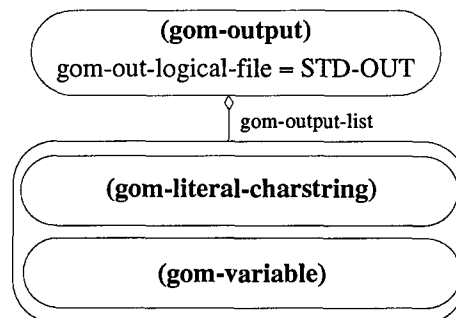 (gom-output)
gom-out-logical-file = STD-OUT
gom-output-list
(gom-literal-charstring)
(gom-variable)